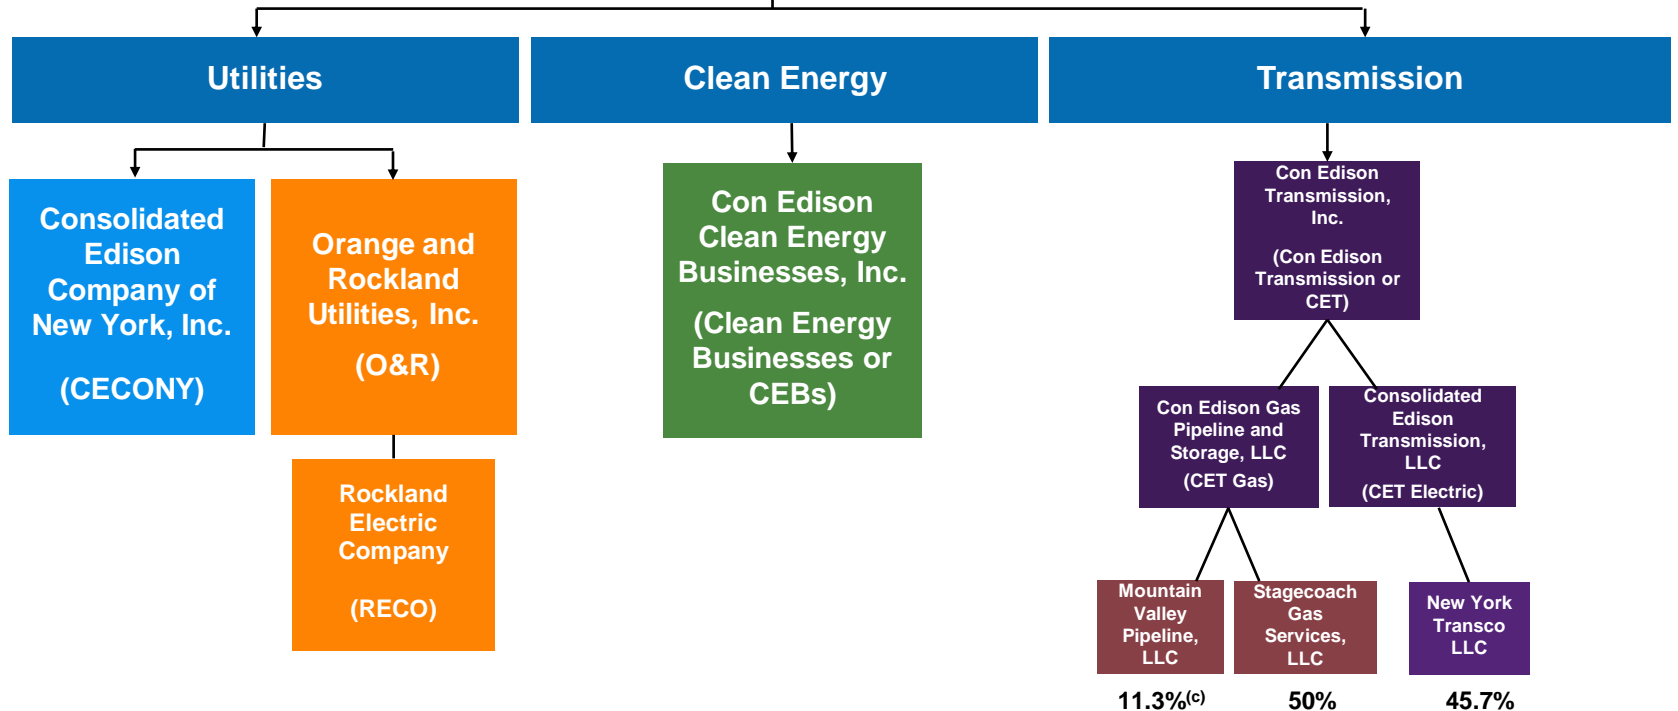 Utilities
Clean Energy
Transmission
Consolidated
Edison
Company of
New York, Inc.
(CECONY)
Orange and
Rockland
Utilities, Inc.
(O&R)
Rockland
Electric
Company
(RECO)
Con Edison
Clean Energy
Businesses, Inc.
(Clean Energy
Businesses or
CEBs)
Con Edison
Transmission,
Inc.
(Con Edison
Transmission or
CET)
Con Edison Gas
Pipeline and
Storage, LLC
(CET Gas)
Consolidated
Edison
Transmission,
LLC
(CET Electric)
Mountain
Valley
Pipeline,
LLC
Stagecoach
Gas
Services,
LLC
New York
Transco
LLC
11.3%(c)
50%
45.7%